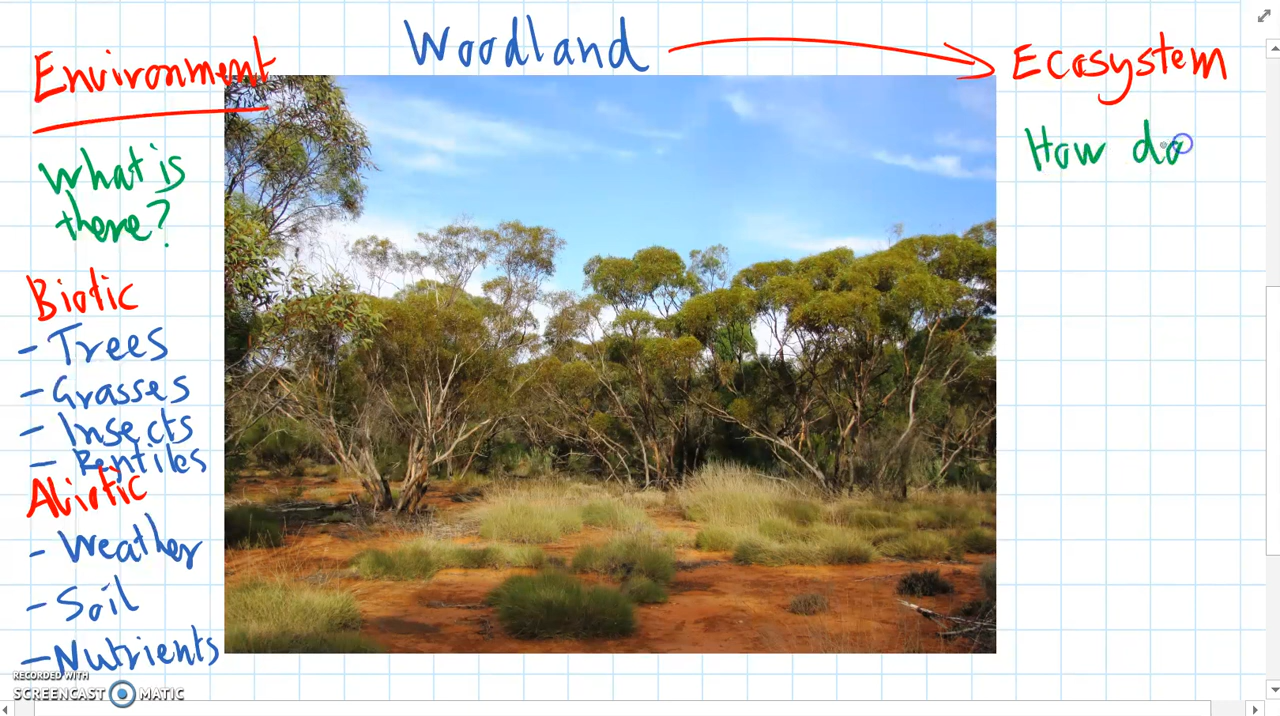 Woodland
Environment
What is
there?
Biotic
- Trees
- Grasses
- Insects
- Reptiles
Abiotic
- Weather
- Soil
- Nutrients
Ecosystem
How do
RECORDED WITH
SCREENCAST MATIC